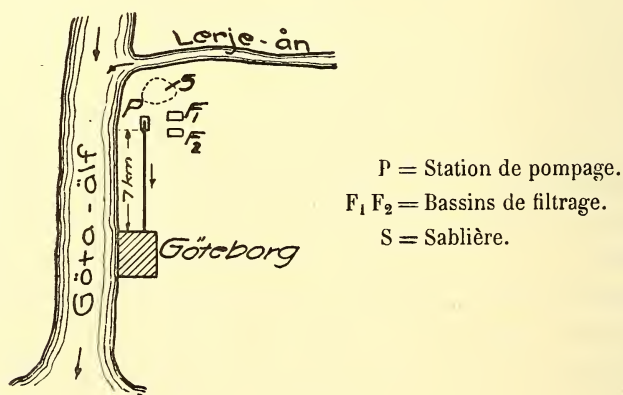 Lerje-ån
S
P
F₁
F₂
7 km
Göta-älf
Göteborg
P = Station de pompage.
F₁ F₂ = Bassins de filtrage.
S = Sablière.